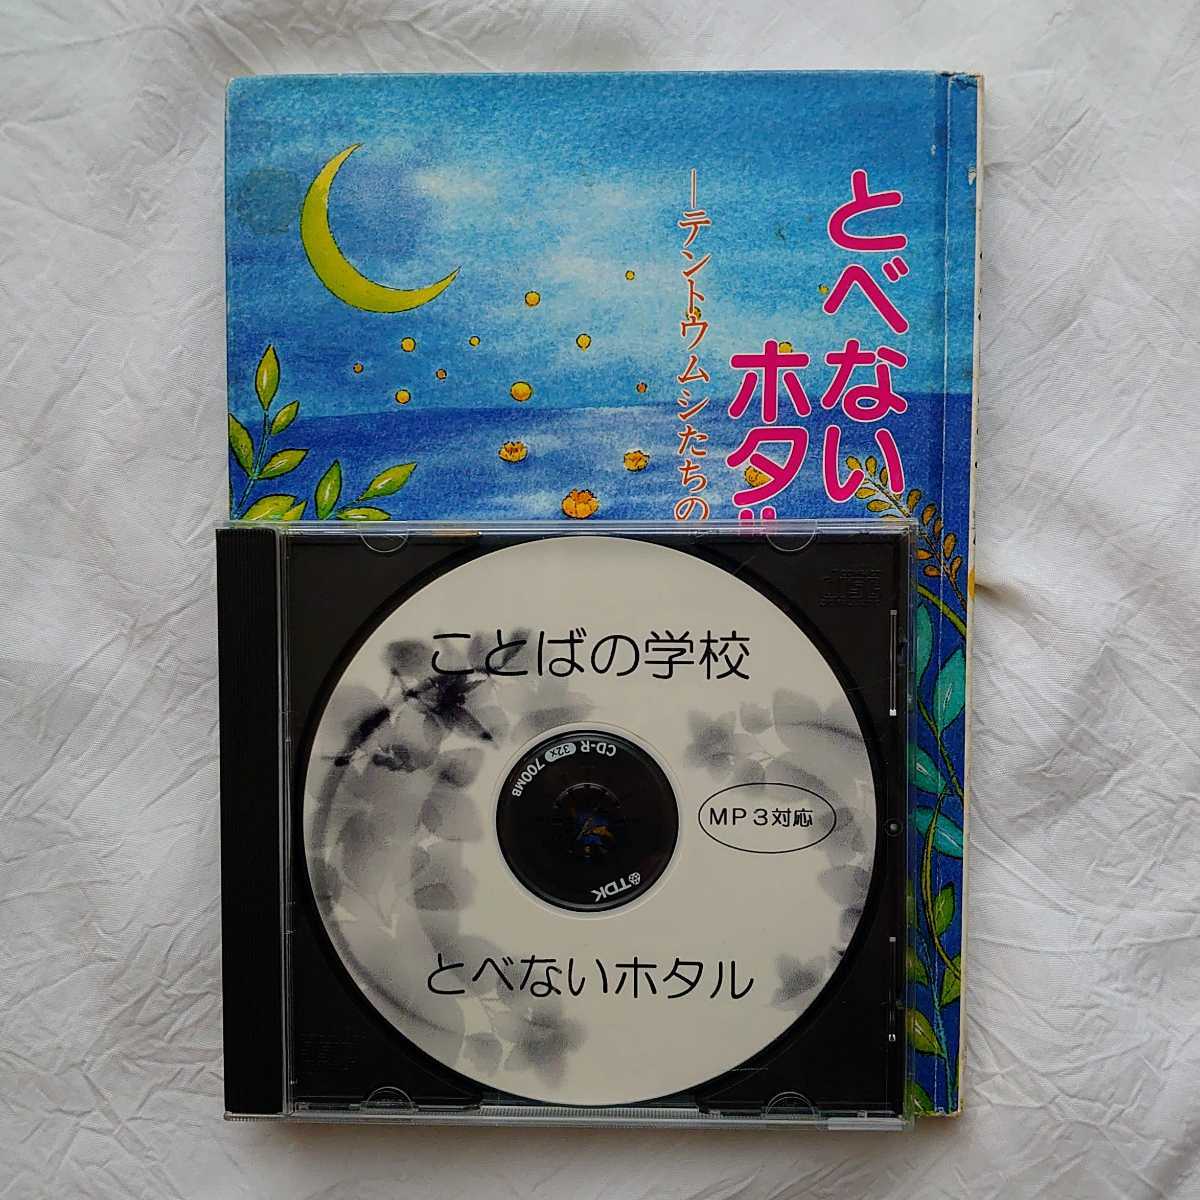 とべない
ホタル
―テントウムシたちの
ことばの学校
CD-R 32x 700MB
MP3対応
TDK
とべないホタル